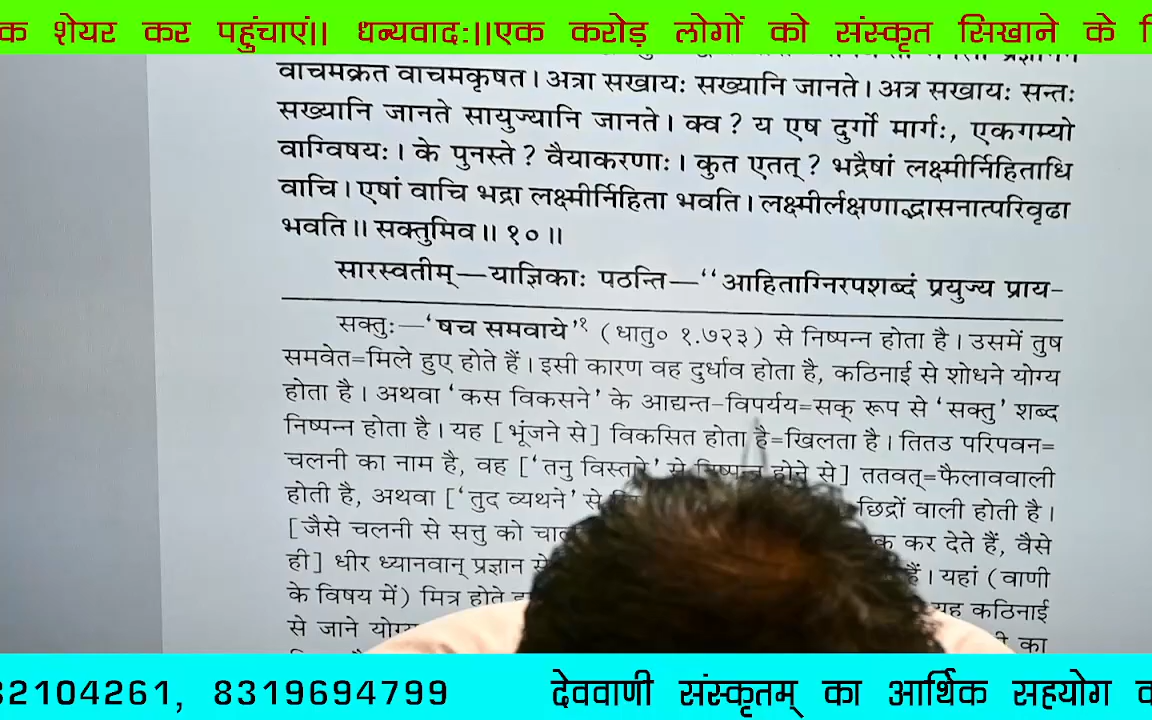 क शेयर कर पहुंचाएं॥ धन्यवादः॥एक करोड़ लोगों को संस्कृत सिखाने के
वाचमक्रत वाचमकृषत। अत्रा सखायः सख्यानि जानते। अत्र सखायः सन्तः
सख्यानि जानते सायुज्यानि जानते। क्व? य एष दुर्गो मार्गः, एकगम्यो
वाग्विषयः। के पुनस्ते? वैयाकरणाः। कुत एतत्? भद्रैषां लक्ष्मीर्निहिताधि
वाचि। एषां वाचि भद्रा लक्ष्मीर्निहिता भवति। लक्ष्मीर्लक्षणाद्भासनात्परिवृढा
भवति॥ सक्तुमिव॥ १०॥
सारस्वतीम्—याज्ञिकाः पठन्ति—‘‘आहिताग्निरपशब्दं प्रयुज्य प्राय-
सक्तुः—‘षच समवाये’१ (धातु० १.७२३) से निष्पन्न होता है। उसमें तुष
समवेत=मिले हुए होते हैं। इसी कारण वह दुर्धाव होता है, कठिनाई से शोधने योग्य
होता है। अथवा ‘कस विकसने’ के आद्यन्त-विपर्यय=सक् रूप से ‘सक्तु’ शब्द
निष्पन्न होता है। यह [भूंजने से] विकसित होता है=खिलता है। तितउ परिपवन=
चलनी का नाम है, वह [‘तनु विस्तारे’ से निष्पन्न होने से] ततवत्=फैलाववाली
होती है, अथवा [‘तुद व्यथने’ से छिद्रों वाली होती है।
[जैसे चलनी से सत्तु को कर देते हैं, वैसे
ही] धीर ध्यानवान् प्रज्ञान से हैं। यहां (वाणी
के विषय में) मित्र होते यह कठिनाई
से जाने योग्य का
32104261, 8319694799 देववाणी संस्कृतम् का आर्थिक सहयोग